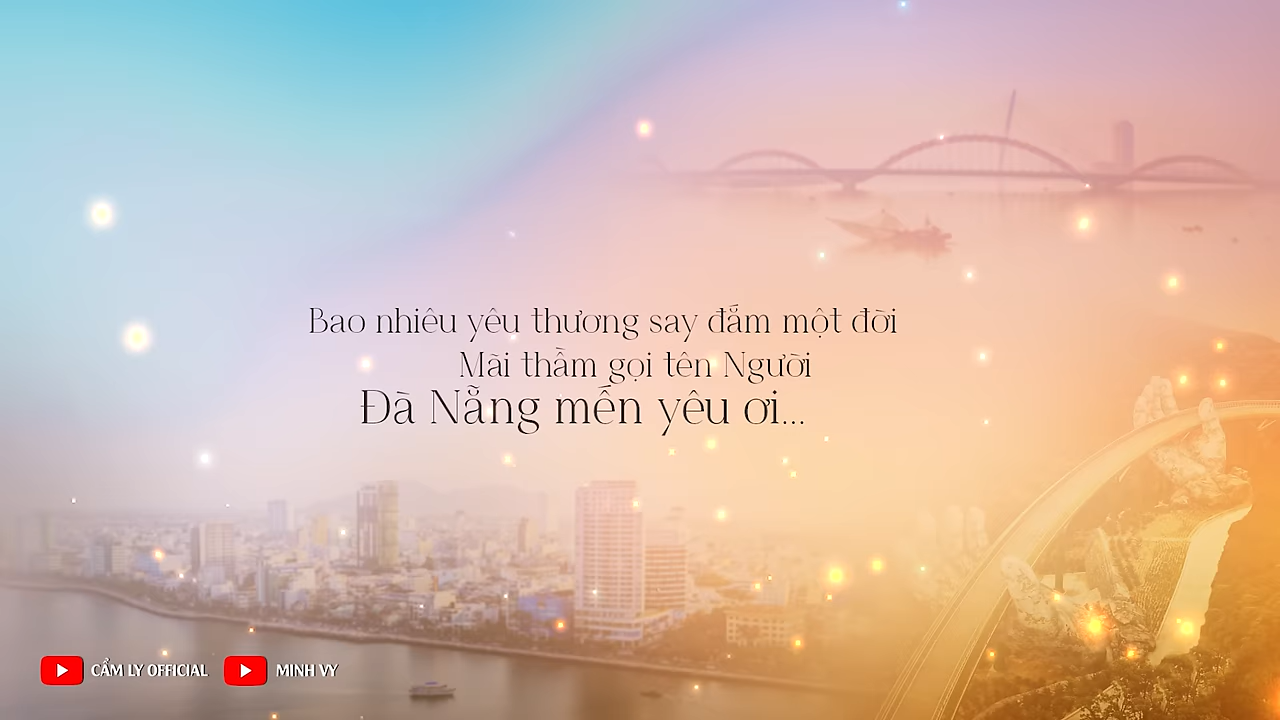 Bao nhiêu yêu thương say đắm một đời
Mãi thầm gọi tên Người
Đà Nẵng mến yêu ơi...
CẨM LY OFFICIAL MINH VY